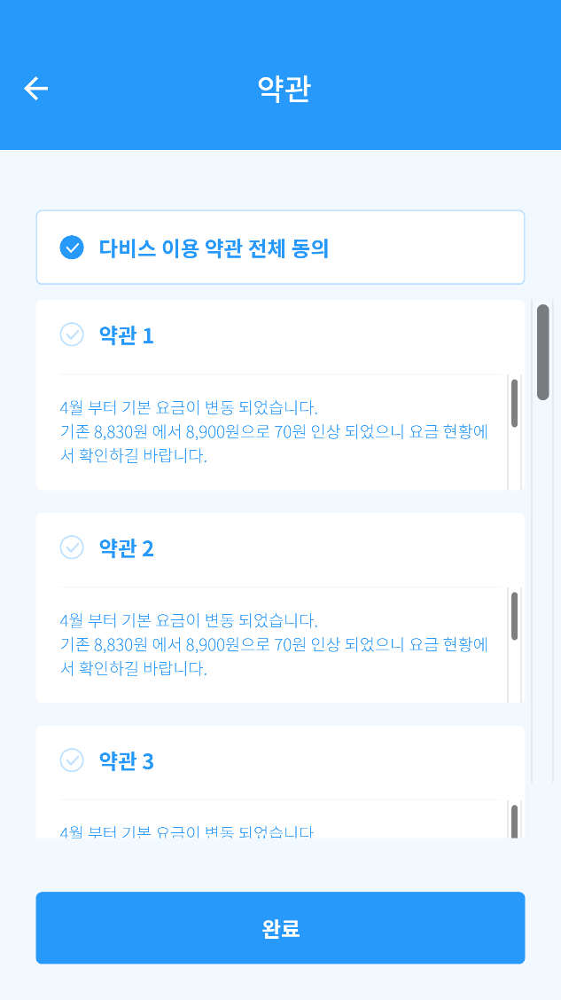 약관
다비스 이용 약관 전체 동의
약관 1
4월 부터 기본 요금이 변동 되었습니다.
기존 8,830원 에서 8,900원으로 70원 인상 되었으니 요금 현황에
서 확인하길 바랍니다.
약관 2
4월 부터 기본 요금이 변동 되었습니다.
기존 8,830원 에서 8,900원으로 70원 인상 되었으니 요금 현황에
서 확인하길 바랍니다.
약관 3
4월 부터 기본 요금이 변동 되었습니다
완료